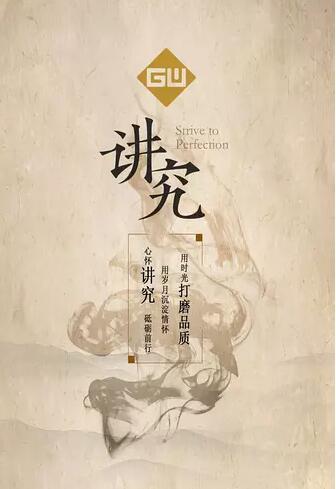 GW
讲究
Strive to
Perfection
用时光打磨品质
用岁月沉淀情怀
心怀讲究 砥砺前行